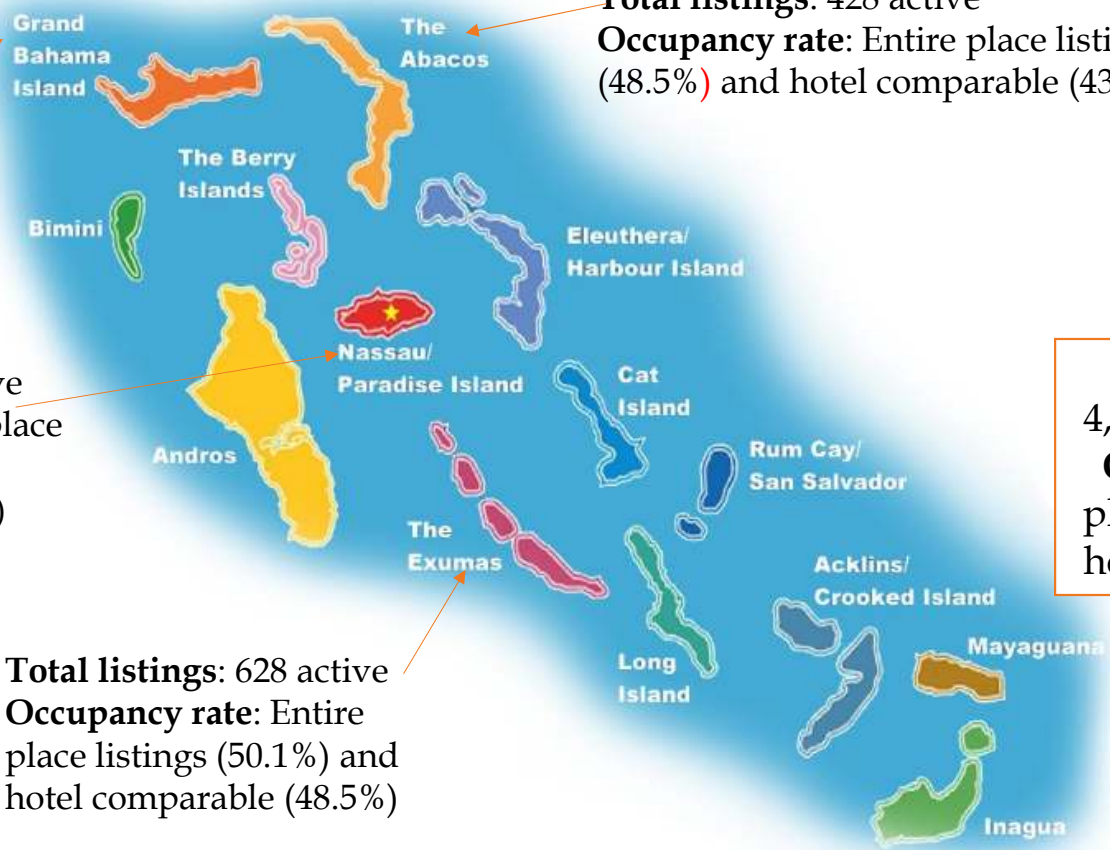 Grand
Bahama
Island
The
Abacos
Total listings: 428 active
Occupancy rate: Entire place
(48.5%) and hotel comparable
The Berry
Islands
Bimini
Eleuthera/
Harbour Island
Nassau/
Paradise Island
Cat
Island
place
)
Andros
Rum Cay/
San Salvador
The
Exumas
Acklins/
Crooked Island
Mayaguana
Long
Island
Inagua
Total listings: 628 active
Occupancy rate: Entire
place listings (50.1%) and
hotel comparable (48.5%)
4,